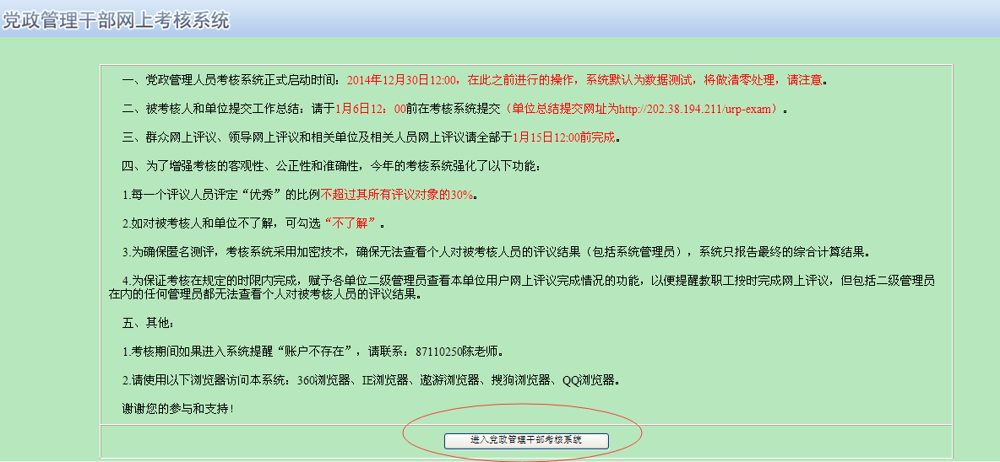 党政管理干部网上考核系统
一、党政管理人员考核系统正式启动时间：2014年12月30日12:00，在此之前进行的操作，系统默认为数据测试，将做清零处理，请注意。
二、被考核人和单位提交工作总结：请于1月6日12：00前在考核系统提交（单位总结提交网址为http://202.38.194.211/urp-exam）。
三、群众网上评议、领导网上评议和相关单位及相关人员网上评议请全部于1月15日12:00前完成。
四、为了增强考核的客观性、公正性和准确性，今年的考核系统强化了以下功能：
1.每一个评议人员评定“优秀”的比例不超过其所有评议对象的30%。
2.如对被考核人和单位不了解，可勾选“不了解”。
3.为确保匿名测评，考核系统采用加密技术，确保无法查看个人对被考核人员的评议结果（包括系统管理员），系统只报告最终的综合计算结果。
4.为保证考核在规定的时限内完成，赋予各单位二级管理员查看本单位用户网上评议完成情况的功能，以便提醒教职工按时完成网上评议，但包括二级管理员
在内的任何管理员都无法查看个人对被考核人员的评议结果。
五、其他：
1.考核期间如果进入系统提醒“账户不存在”，请联系：87110250陈老师。
2.请使用以下浏览器访问本系统：360浏览器、IE浏览器、遨游浏览器、搜狗浏览器、QQ浏览器。
谢谢您的参与和支持！
进入党政管理干部考核系统